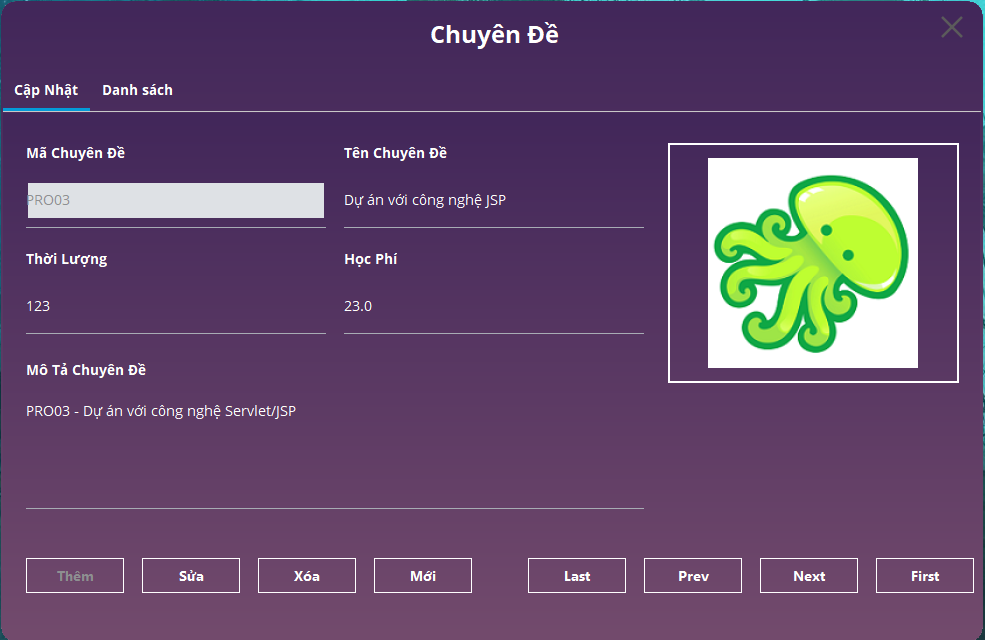 Chuyên Đề
Cập Nhật Danh sách
Mã Chuyên Đề Tên Chuyên Đề
PRO03 Dự án với công nghệ JSP
Thời Lượng Học Phí
123 23.0
Mô Tả Chuyên Đề
PRO03 - Dự án với công nghệ Servlet/JSP
Thêm Sửa Xóa Mới Last Prev Next First